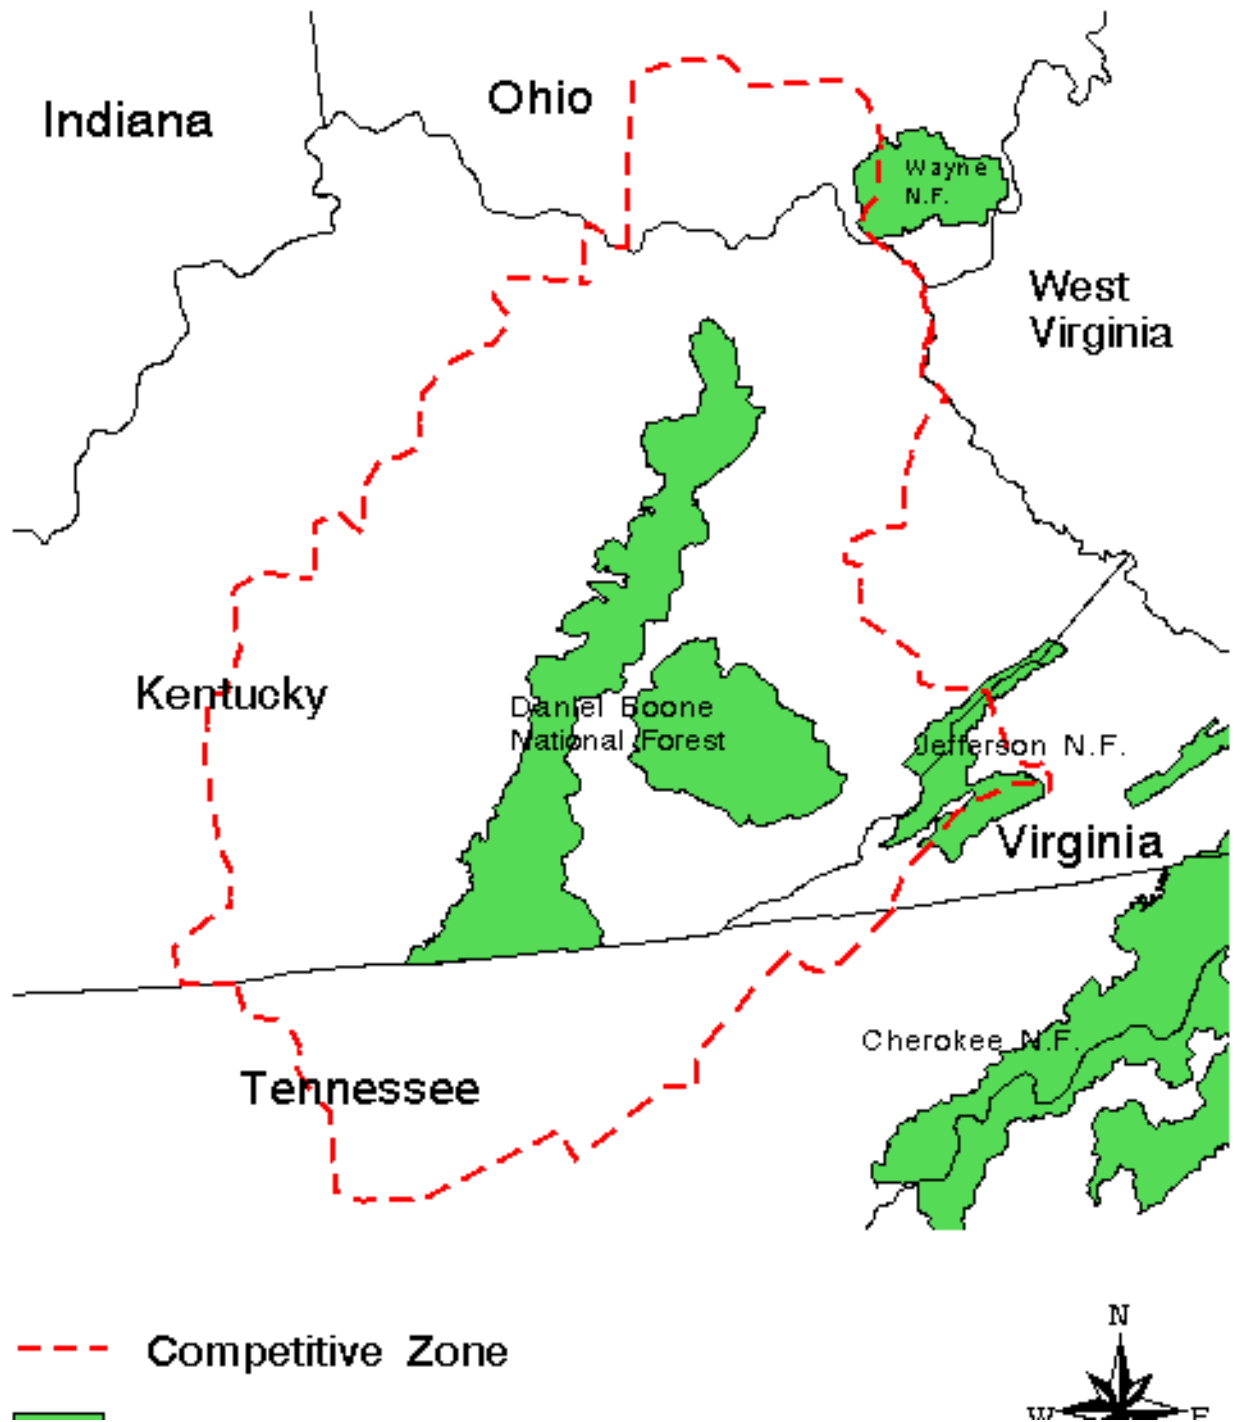 Indiana
Ohio
Wayne
N.F.
West
Virginia
Kentucky
Daniel Boone
National Forest
Jefferson N.F.
Virginia
Cherokee N.F.
Tennessee
Competitive Zone
N
W E